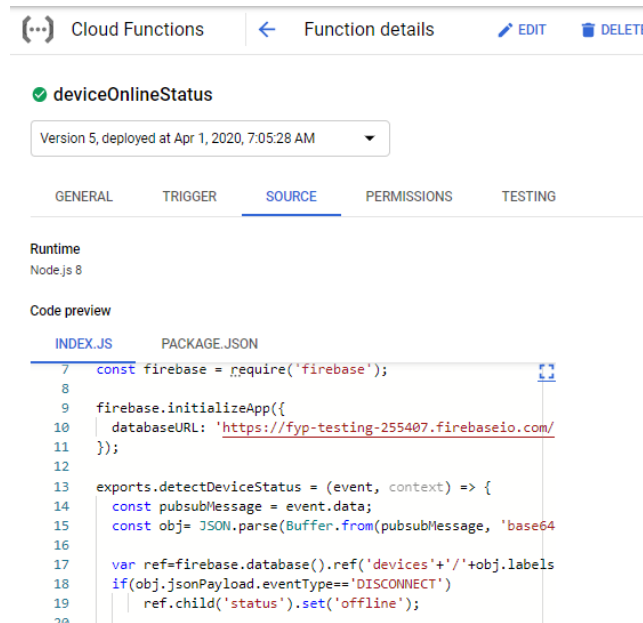 (...) Cloud Functions ← Function details EDIT DELETE
deviceOnlineStatus
Version 5, deployed at Apr 1, 2020, 7:05:28 AM
GENERAL TRIGGER SOURCE PERMISSIONS TESTING
Runtime
Node.js 8
Code preview
INDEX.JS PACKAGE.JSON
7 const firebase = require('firebase');
8
9 firebase.initializeApp({
10 databaseURL: 'https://fyp-testing-255407.firebaseio.com/
11 });
12
13 exports.detectDeviceStatus = (event, context) => {
14 const pubsubMessage = event.data;
15 const obj= JSON.parse(Buffer.from(pubsubMessage, 'base64
16
17 var ref=firebase.database().ref('devices'+'/'+obj.labels
18 if(obj.jsonPayload.eventType=='DISCONNECT')
19 ref.child('status').set('offline');
20